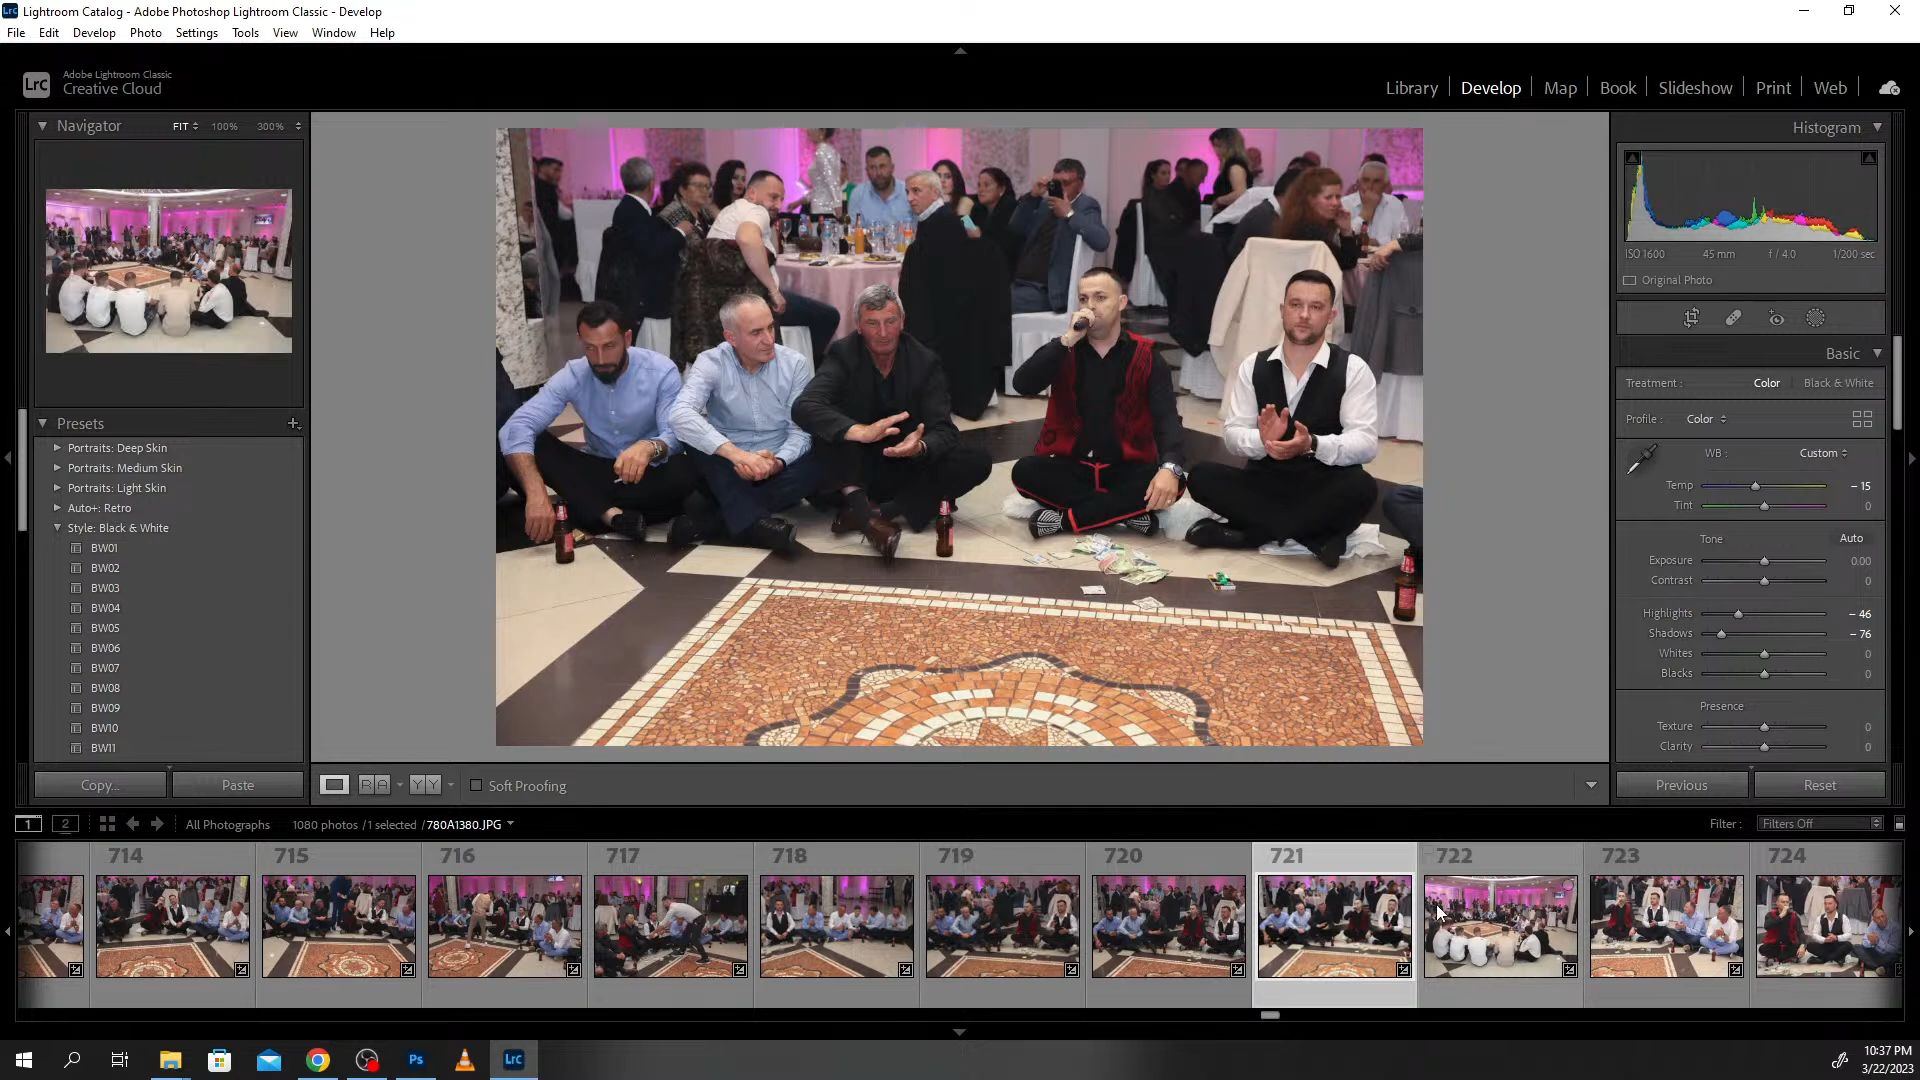 Lightroom Catalog - Adobe Photoshop Lightroom Classic - Develop
File Edit Develop Photo Settings Tools View Window Help
Lrc
Adobe Lightroom Classic
Creative Cloud
Library Develop Map Book Slideshow Print Web
Navigator FIT 100% 300%
Histogram
ISO 1600 45 mm f / 4.0 1/200 sec
Original Photo
Basic
Treatment : Color Black & White
Profile : Color
WB : Custom
Temp - 15
Tint 0
Tone Auto
Exposure 0.00
Contrast 0
Highlights - 46
Shadows - 76
Whites 0
Blacks 0
Presence
Texture 0
Clarity 0
Previous Reset
Presets
Portraits: Deep Skin
Portraits: Medium Skin
Portraits: Light Skin
Auto+: Retro
Style: Black & White
BW01
BW02
BW03
BW04
BW05
BW06
BW07
BW08
BW09
BW10
BW11
Copy... Paste
R A Y Y Soft Proofing
1 2 All Photographs 1080 photos / 1 selected / 780A1380.JPG Filter : Filters Off
714 715 716 717 718 719 720 721 722 723 724
Ps Lrc
10:37 PM
3/22/2023